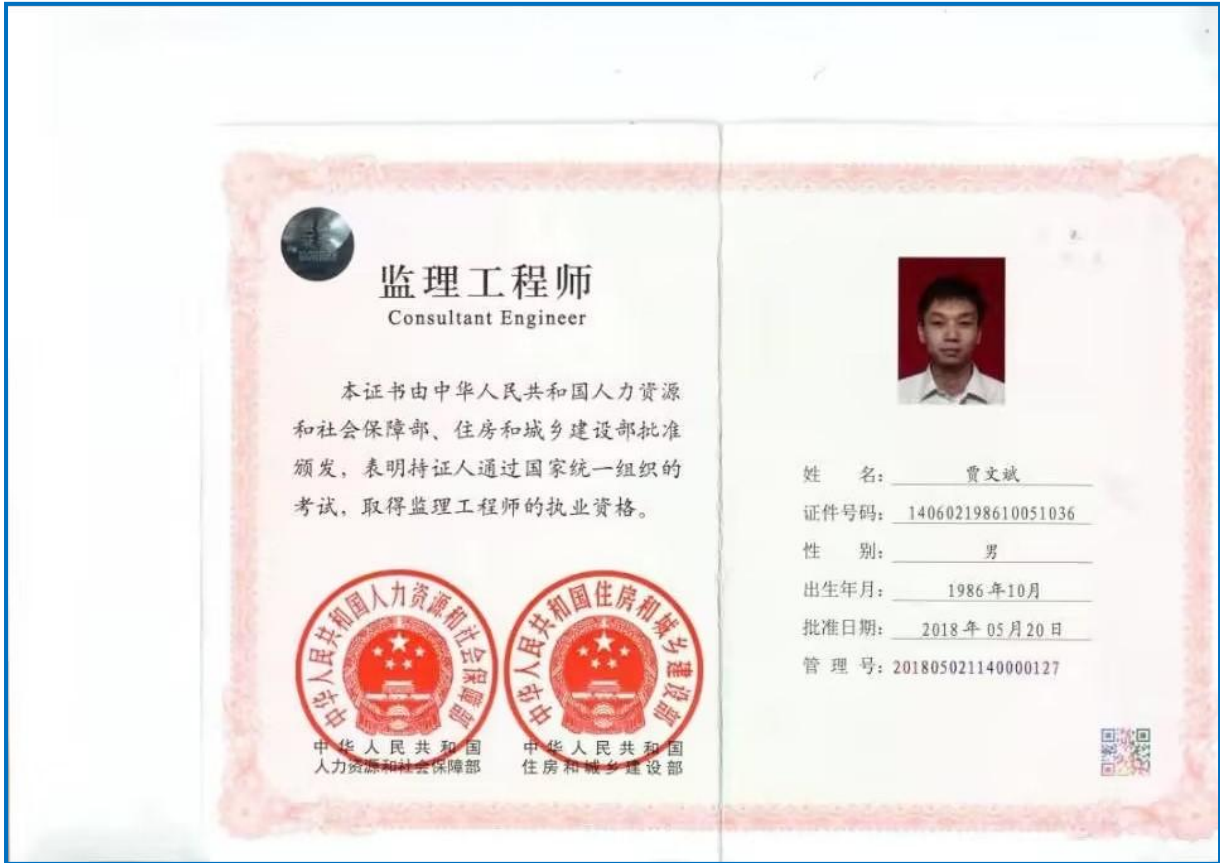 监理工程师
Consultant Engineer
本证书由中华人民共和国人力资源
和社会保障部、住房和城乡建设部批准
颁发，表明持证人通过国家统一组织的
考试，取得监理工程师的执业资格。
中华人民共和国人力资源和社会保障部
中华人民共和国
人力资源和社会保障部
中华人民共和国住房和城乡建设部
中华人民共和国
住房和城乡建设部
姓 名：贾文斌
证件号码：140602198610051036
性 别：男
出生年月：1986年10月
批准日期：2018年05月20日
管 理 号：201805021140000127